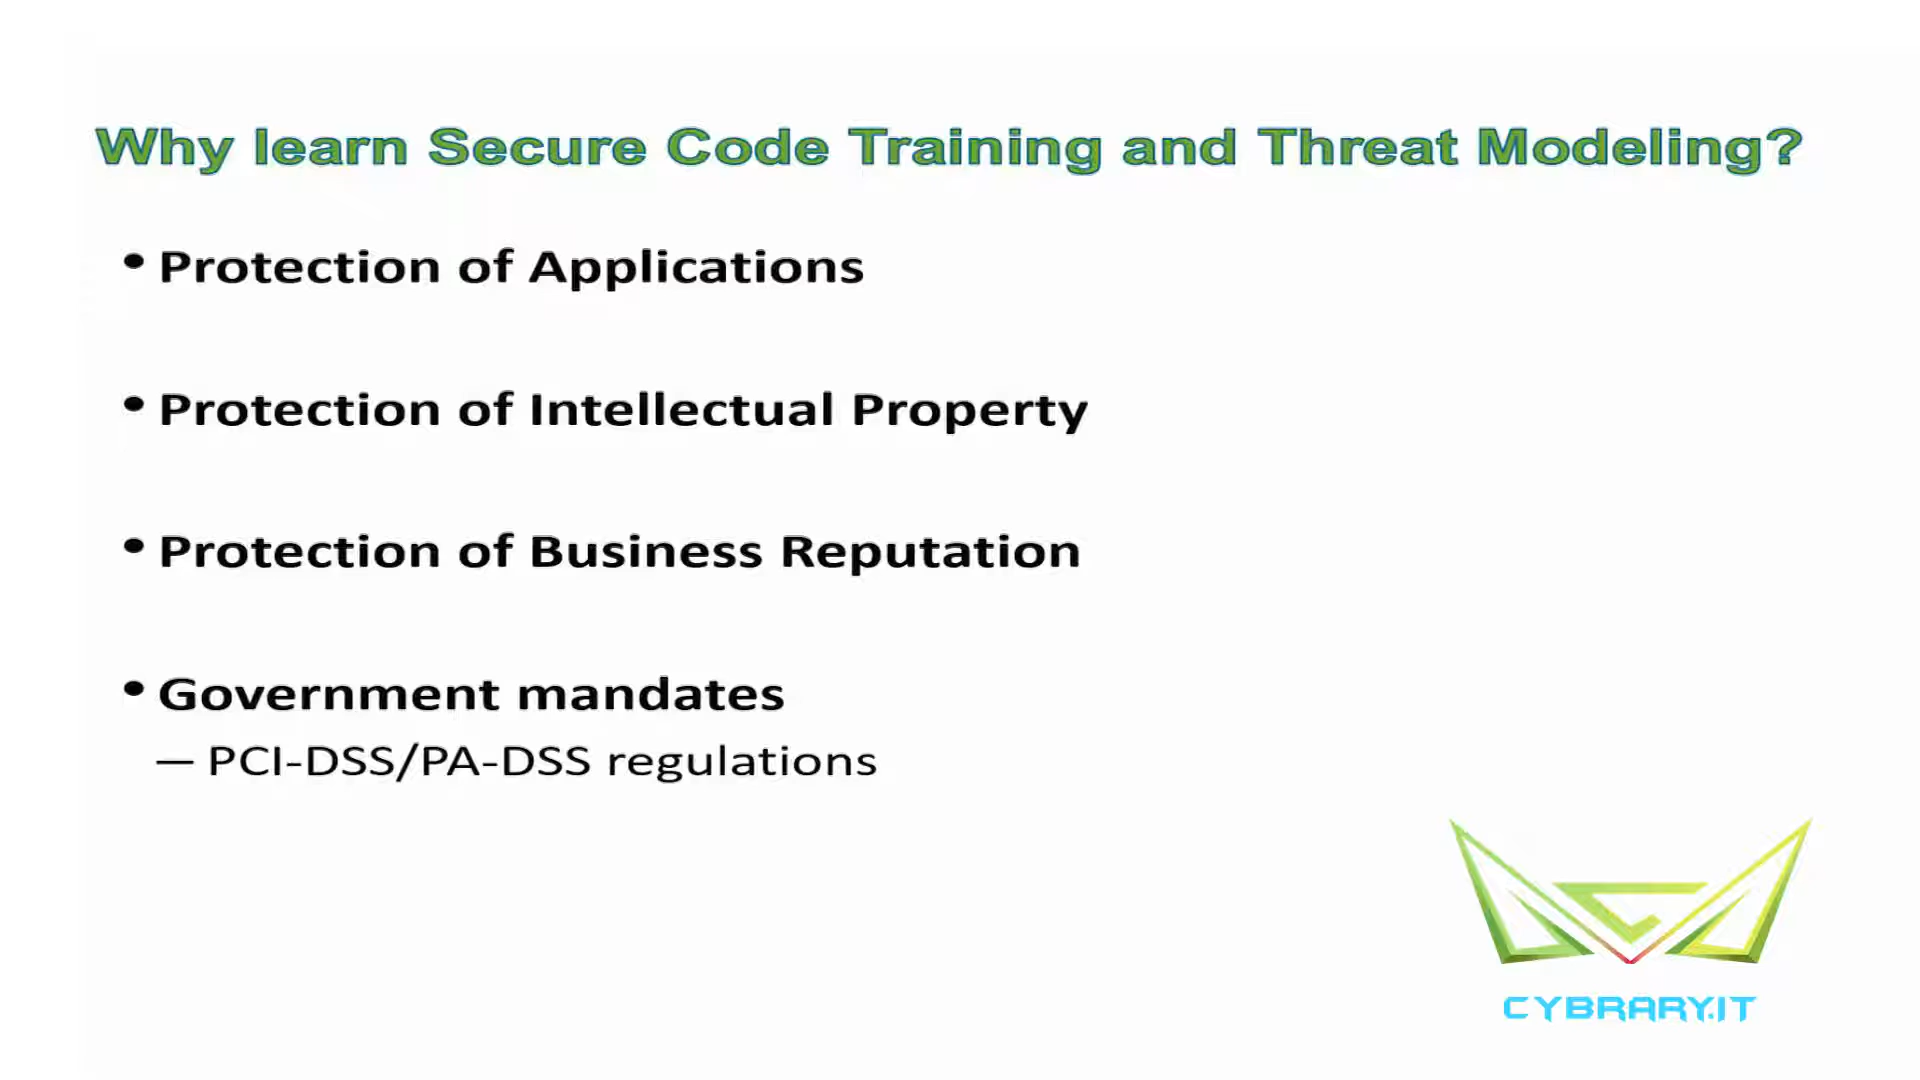 Why learn Secure Code Training and Threat Modeling?
• Protection of Applications
• Protection of Intellectual Property
• Protection of Business Reputation
• Government mandates
— PCI-DSS/PA-DSS regulations
CYBRARY.IT